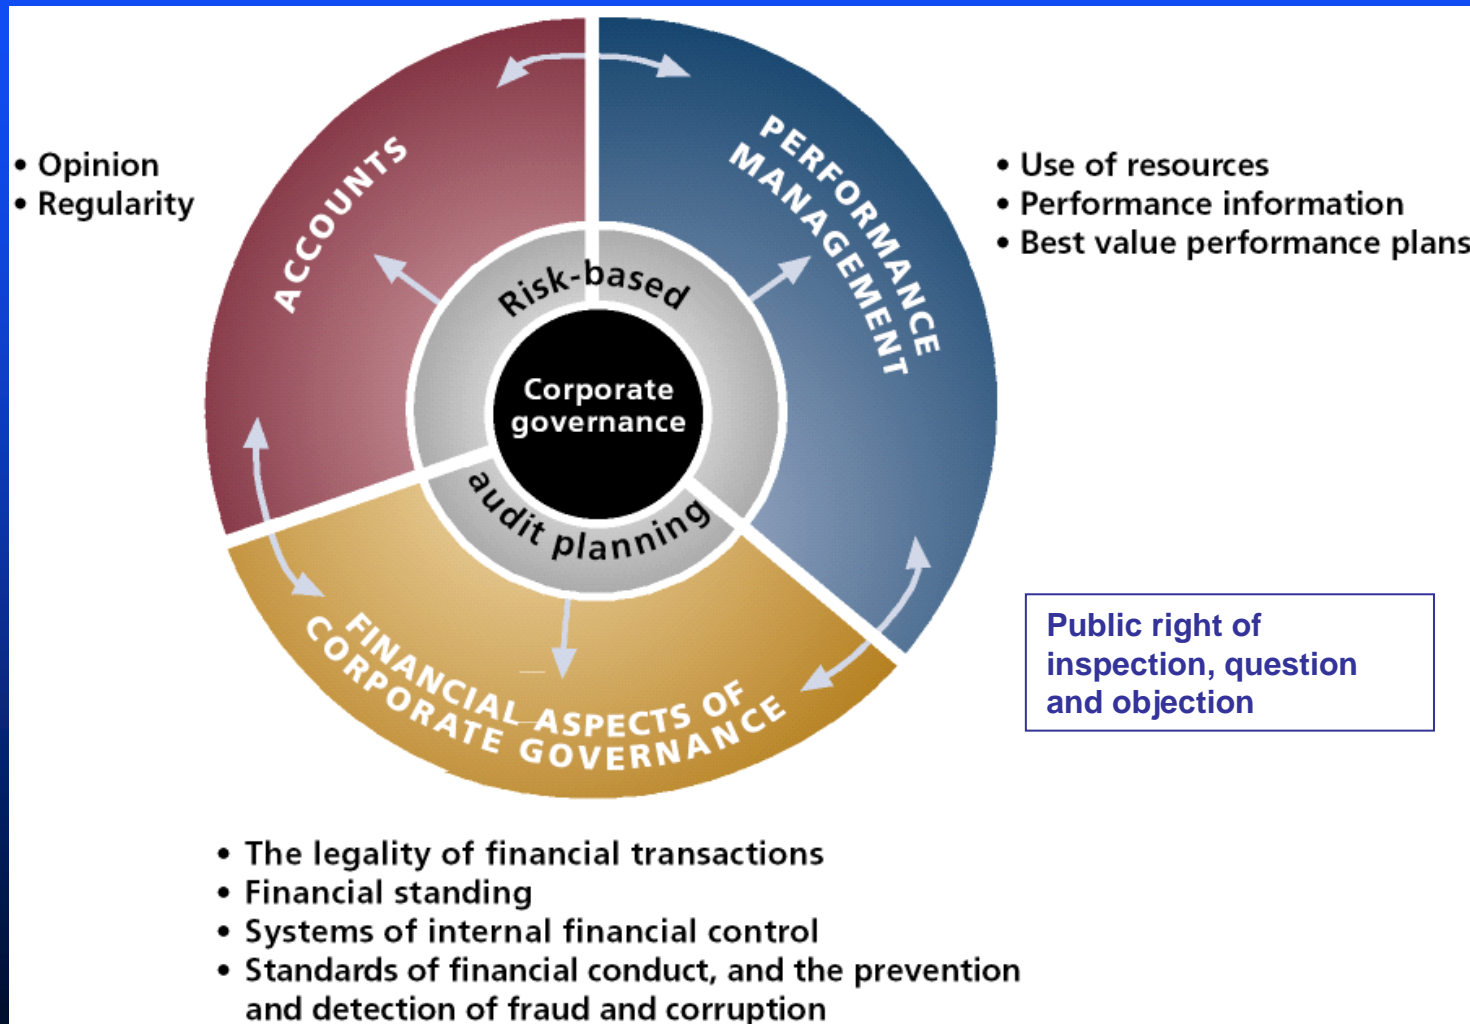 • Opinion
• Regularity
ACCOUNTS
PERFORMANCE
MANAGEMENT
• Use of resources
• Performance information
• Best value performance plans
Risk-based
Corporate
governance
audit planning
FINANCIAL ASPECTS OF
CORPORATE GOVERNANCE
Public right of
inspection, question
and objection
• The legality of financial transactions
• Financial standing
• Systems of internal financial control
• Standards of financial conduct, and the prevention
and detection of fraud and corruption